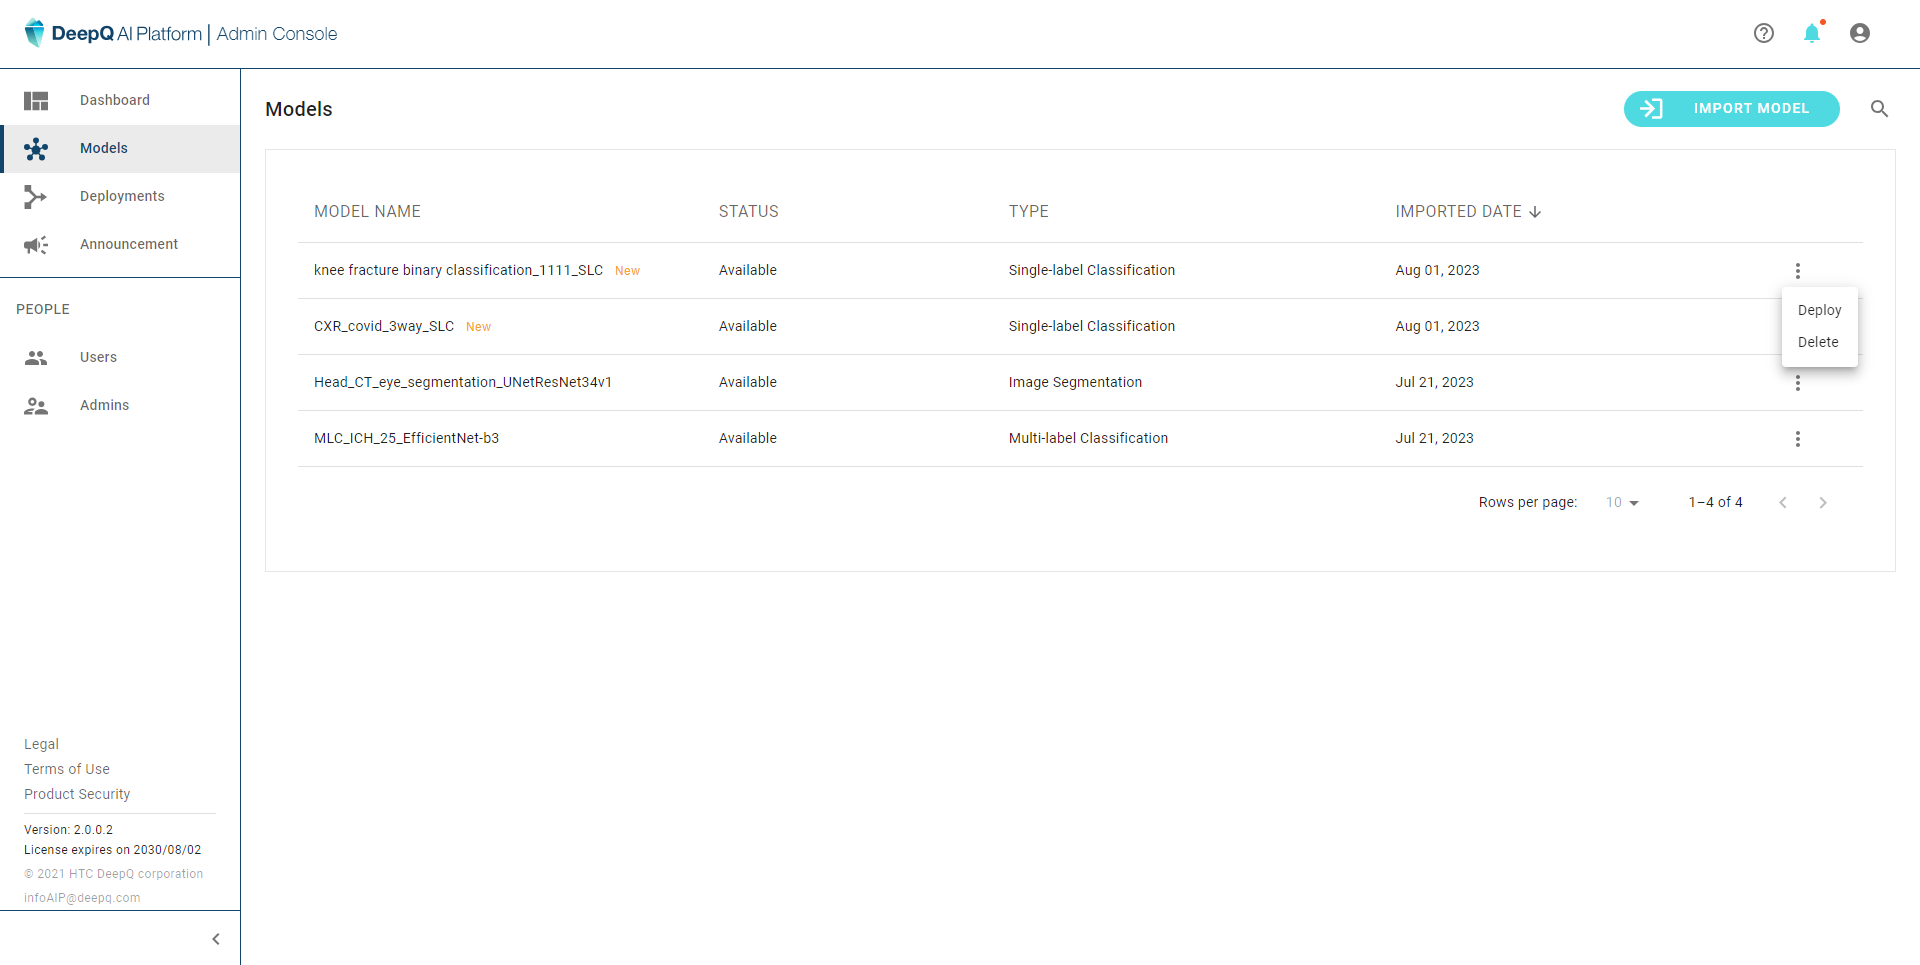 DeepQ AI Platform | Admin Console
Dashboard
Models
Deployments
Announcement
PEOPLE
Users
Admins
Legal
Terms of Use
Product Security
Version: 2.0.0.2
License expires on 2030/08/02
© 2021 HTC DeepQ corporation
infoAIP@deepq.com
Models
IMPORT MODEL
MODEL NAME STATUS TYPE IMPORTED DATE
knee fracture binary classification_1111_SLC New Available Single-label Classification Aug 01, 2023
CXR_covid_3way_SLC New Available Single-label Classification Aug 01, 2023
Head_CT_eye_segmentation_UNetResNet34v1 Available Image Segmentation Jul 21, 2023
MLC_ICH_25_EfficientNet-b3 Available Multi-label Classification Jul 21, 2023
Deploy
Delete
Rows per page: 10 1–4 of 4